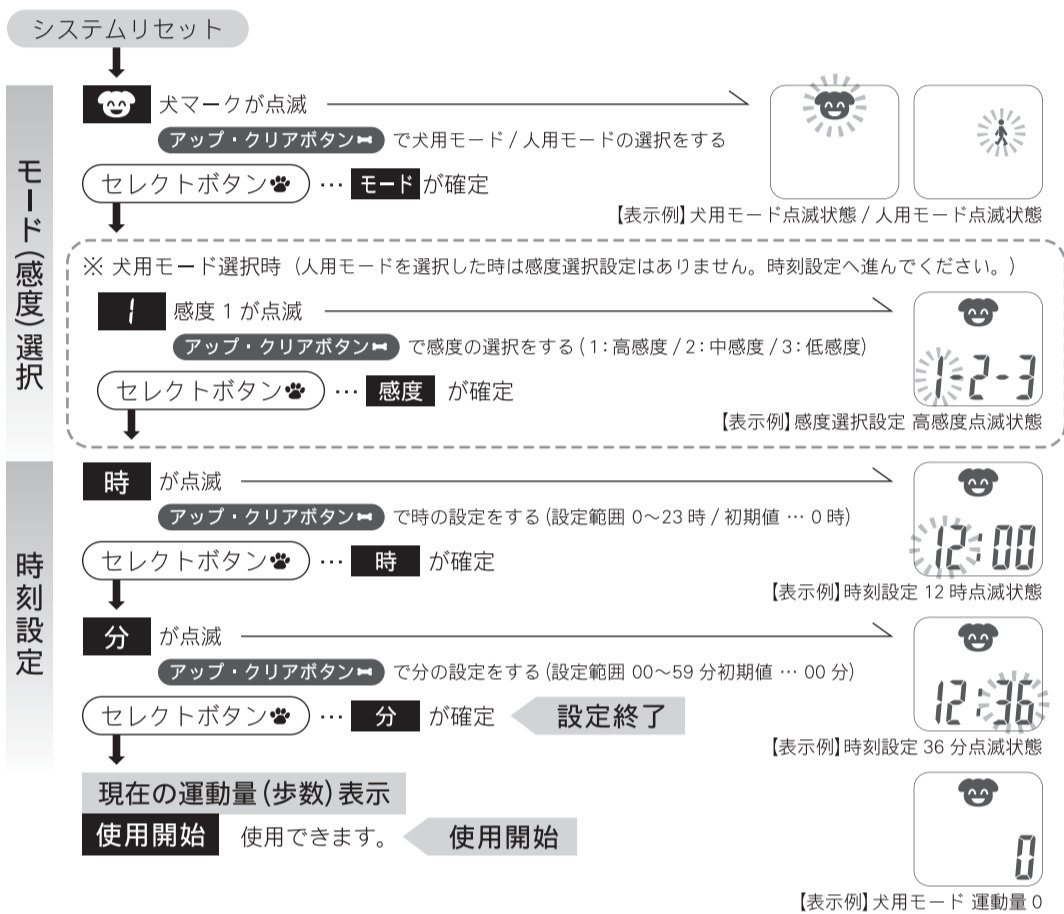 システムリセット
犬マークが点滅
アップ・クリアボタン で犬用モード / 人用モードの選択をする
セレクトボタン … モード が確定
【表示例】犬用モード点滅状態 / 人用モード点滅状態
モード(感度)選択
※ 犬用モード選択時(人用モードを選択した時は感度選択設定はありません。時刻設定へ進んでください。)
1 感度 1 が点滅
アップ・クリアボタン で感度の選択をする(1:高感度 / 2:中感度 / 3:低感度)
1-2-3
セレクトボタン … 感度 が確定
【表示例】感度選択設定 高感度点滅状態
時刻設定
時 が点滅
アップ・クリアボタン で時の設定をする(設定範囲 0〜23 時 / 初期値 … 0 時)
12:00
セレクトボタン … 時 が確定
【表示例】時刻設定 12 時点滅状態
分 が点滅
アップ・クリアボタン で分の設定をする(設定範囲 00〜59 分初期値 … 00 分)
12:36
セレクトボタン … 分 が確定 設定終了
【表示例】時刻設定 36 分点滅状態
現在の運動量(歩数)表示
使用開始 使用できます。 使用開始
0
【表示例】犬用モード 運動量 0